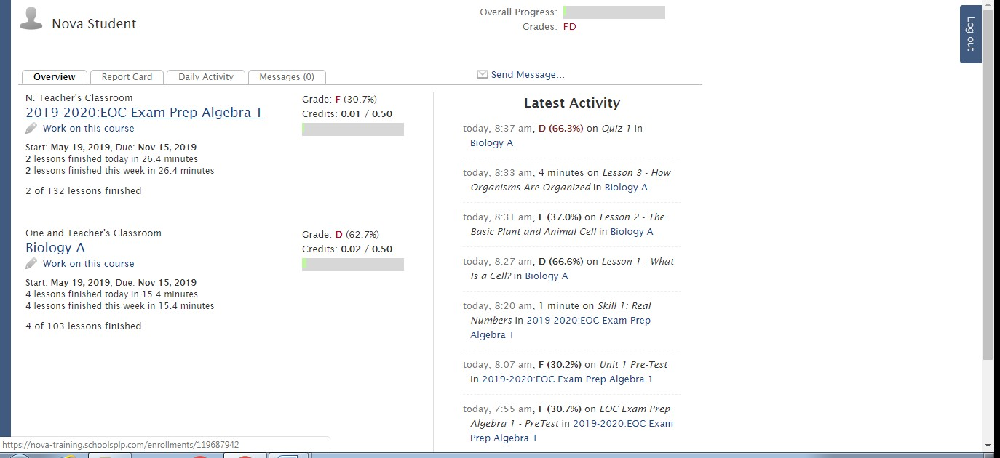 Nova Student
Overall Progress:
Grades: FD
Log out
Overview
Report Card
Daily Activity
Messages (0)
Send Message...
N. Teacher's Classroom
2019-2020:EOC Exam Prep Algebra 1
Work on this course
Start: May 19, 2019, Due: Nov 15, 2019
2 lessons finished today in 26.4 minutes
2 lessons finished this week in 26.4 minutes
2 of 132 lessons finished
Grade: F (30.7%)
Credits: 0.01 / 0.50
One and Teacher's Classroom
Biology A
Work on this course
Start: May 19, 2019, Due: Nov 15, 2019
4 lessons finished today in 15.4 minutes
4 lessons finished this week in 15.4 minutes
4 of 103 lessons finished
Grade: D (62.7%)
Credits: 0.02 / 0.50
Latest Activity
today, 8:37 am, D (66.3%) on Quiz 1 in
Biology A
today, 8:33 am, 4 minutes on Lesson 3 - How
Organisms Are Organized in Biology A
today, 8:31 am, F (37.0%) on Lesson 2 - The
Basic Plant and Animal Cell in Biology A
today, 8:27 am, D (66.6%) on Lesson 1 - What
Is a Cell? in Biology A
today, 8:20 am, 1 minute on Skill 1: Real
Numbers in 2019-2020:EOC Exam Prep
Algebra 1
today, 8:07 am, F (30.2%) on Unit 1 Pre-Test
in 2019-2020:EOC Exam Prep Algebra 1
today, 7:55 am, F (30.7%) on EOC Exam Prep
Algebra 1 - PreTest in 2019-2020:EOC Exam
Prep Algebra 1
https://nova-training.schoolsplp.com/enrollments/119687942